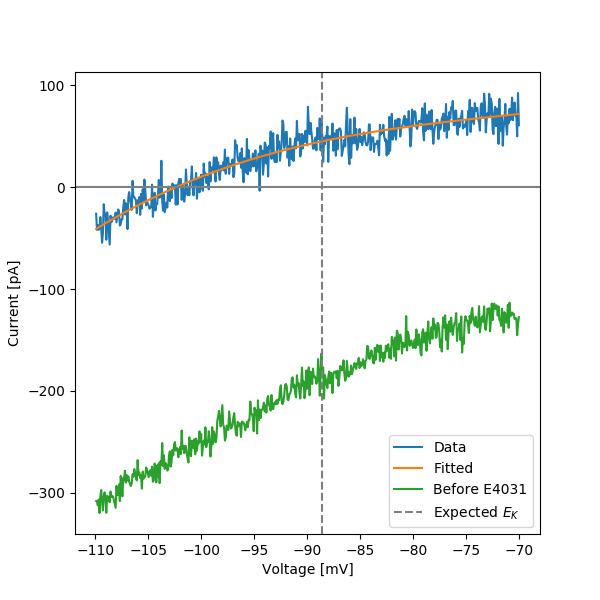 100
0
−100
−200
−300
Current [pA]
Data
Fitted
Before E4031
Expected E_K
−110 −105 −100 −95 −90 −85 −80 −75 −70
Voltage [mV]